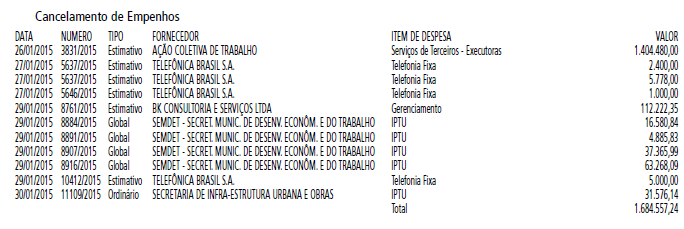 Cancelamento de Empenhos
DATA NUMERO TIPO FORNECEDOR ITEM DE DESPESA VALOR
26/01/2015 3831/2015 Estimativo AÇÃO COLETIVA DE TRABALHO Serviços de Terceiros - Executoras 1.404.480,00
27/01/2015 5637/2015 Estimativo TELEFÔNICA BRASIL S.A. Telefonia Fixa 2.400,00
27/01/2015 5637/2015 Estimativo TELEFÔNICA BRASIL S.A. Telefonia Fixa 5.778,00
27/01/2015 5646/2015 Estimativo TELEFÔNICA BRASIL S.A. Telefonia Fixa 1.000,00
29/01/2015 8761/2015 Estimativo BK CONSULTORIA E SERVIÇOS LTDA Gerenciamento 112.222,35
29/01/2015 8884/2015 Global SEMDET - SECRET. MUNIC. DE DESENV. ECONÔM. E DO TRABALHO IPTU 16.580,84
29/01/2015 8891/2015 Global SEMDET - SECRET. MUNIC. DE DESENV. ECONÔM. E DO TRABALHO IPTU 4.885,83
29/01/2015 8907/2015 Global SEMDET - SECRET. MUNIC. DE DESENV. ECONÔM. E DO TRABALHO IPTU 37.365,99
29/01/2015 8916/2015 Global SEMDET - SECRET. MUNIC. DE DESENV. ECONÔM. E DO TRABALHO IPTU 63.268,09
29/01/2015 10412/2015 Estimativo TELEFÔNICA BRASIL S.A. Telefonia Fixa 5.000,00
30/01/2015 11109/2015 Ordinário SECRETARIA DE INFRA-ESTRUTURA URBANA E OBRAS IPTU 31.576,14
Total 1.684.557,24